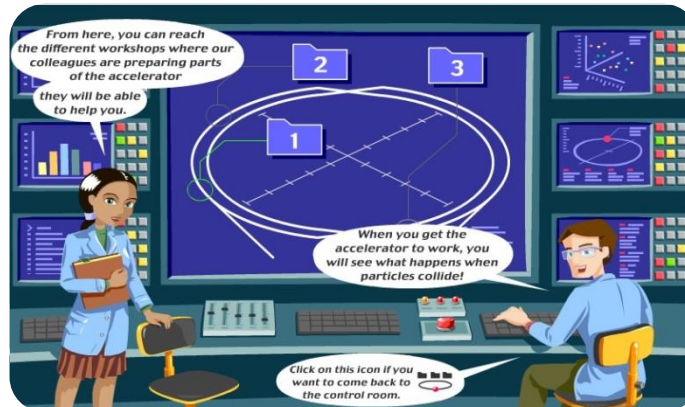 From here, you can reach
the different workshops where our
colleagues are preparing parts
of the accelerator
they will be able
to help you.
2
3
1
When you get the
accelerator to work, you
will see what happens when
particles collide!
Click on this icon if you
want to come back to
the control room.